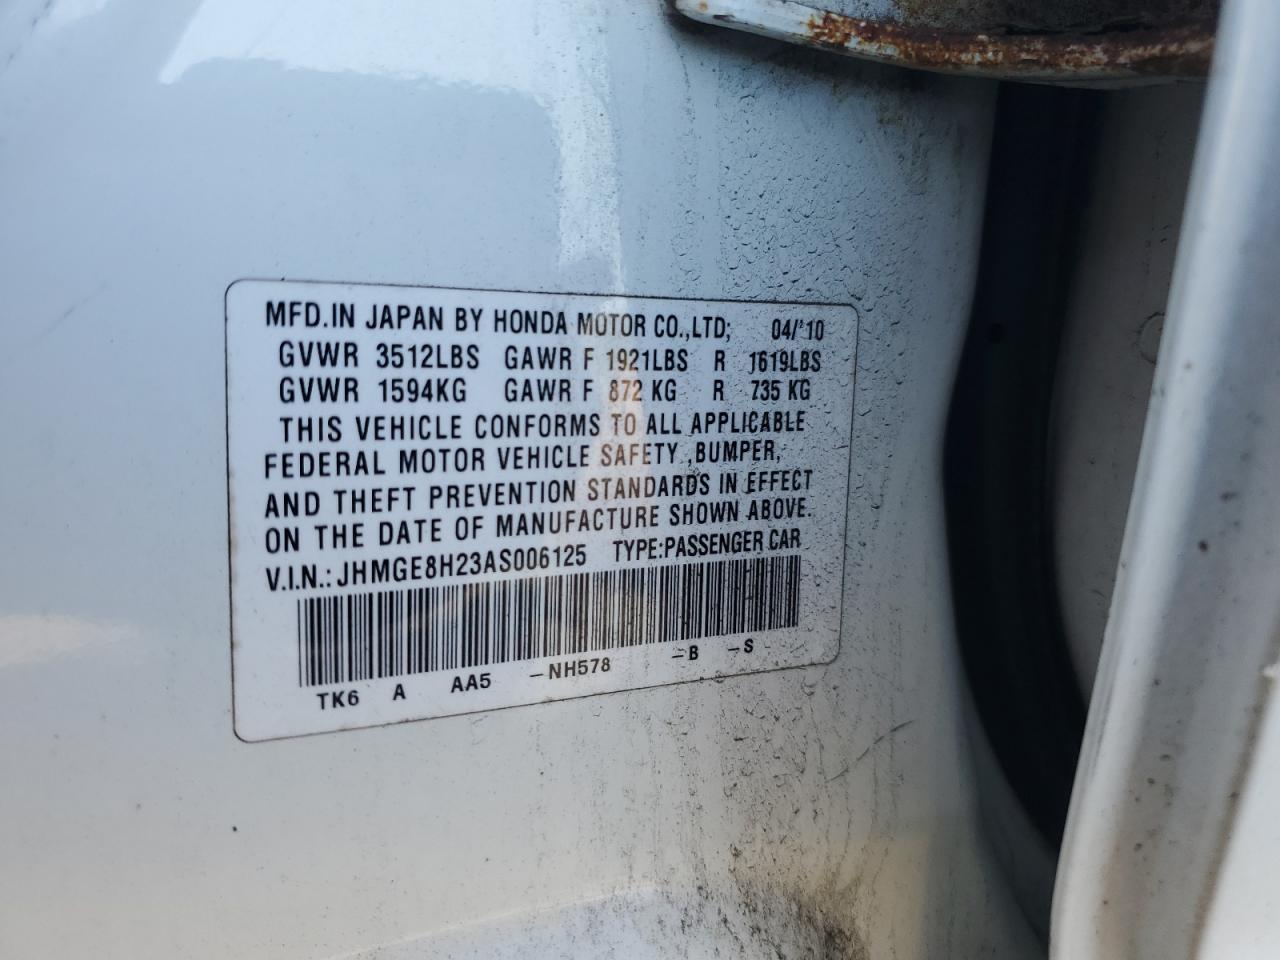 MFD.IN JAPAN BY HONDA MOTOR CO.,LTD; 04/'10
GVWR 3512LBS GAWR F 1921LBS R 1619LBS
GVWR 1594KG GAWR F 872 KG R 735 KG
THIS VEHICLE CONFORMS TO ALL APPLICABLE
FEDERAL MOTOR VEHICLE SAFETY ,BUMPER,
AND THEFT PREVENTION STANDARDS IN EFFECT
ON THE DATE OF MANUFACTURE SHOWN ABOVE.
V.I.N.: JHMGE8H23AS006125 TYPE:PASSENGER CAR
TK6 A AA5 –NH578 –B –S